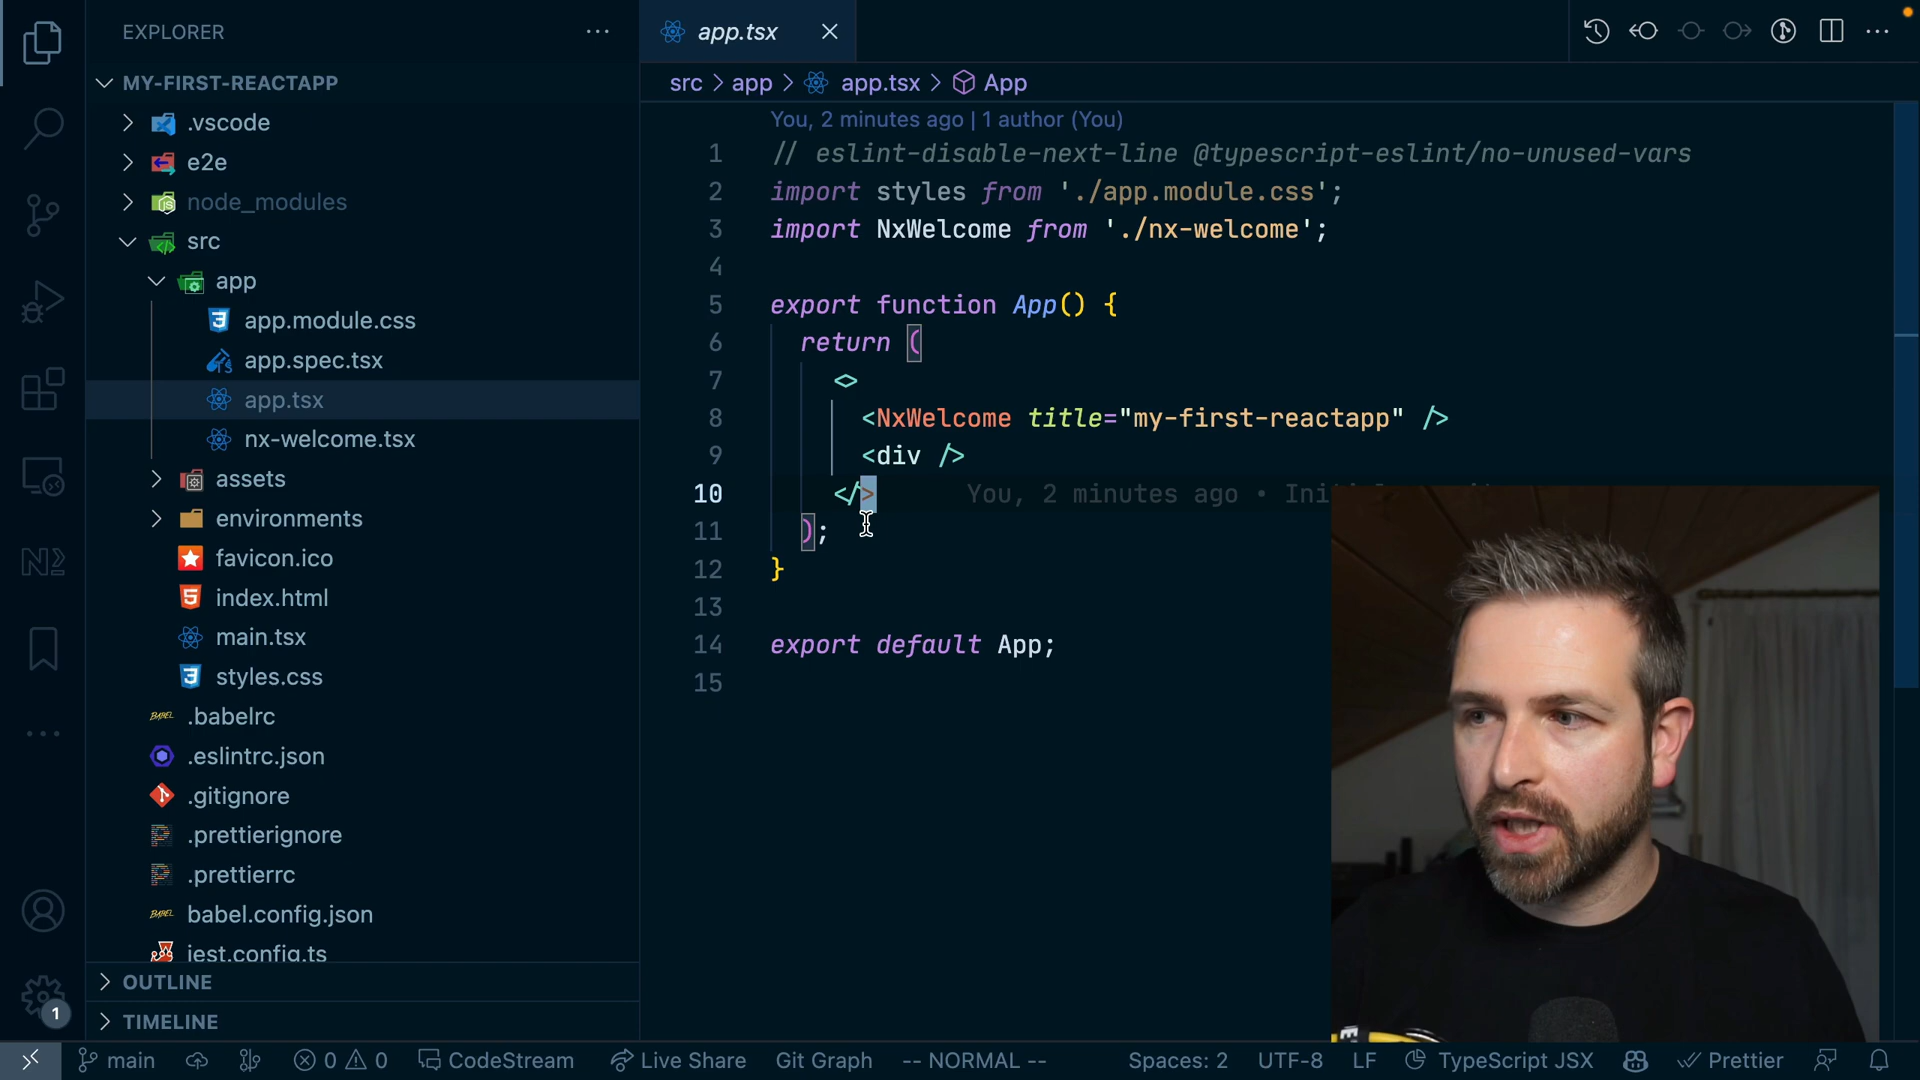 EXPLORER
MY-FIRST-REACTAPP
.vscode
e2e
node_modules
src
app
app.module.css
app.spec.tsx
app.tsx
nx-welcome.tsx
assets
environments
favicon.ico
index.html
main.tsx
styles.css
.babelrc
.eslintrc.json
.gitignore
.prettierignore
.prettierrc
babel.config.json
jest.config.ts
OUTLINE
TIMELINE
1
app.tsx
src > app > app.tsx > App
You, 2 minutes ago | 1 author (You)
1 // eslint-disable-next-line @typescript-eslint/no-unused-vars
2 import styles from './app.module.css';
3 import NxWelcome from './nx-welcome';
4
5 export function App() {
6 return (
7 <>
8 <NxWelcome title="my-first-reactapp" />
9 <div />
10 </> You, 2 minutes ago •
11 );
12 }
13
14 export default App;
15
main 0 0 CodeStream Live Share Git Graph -- NORMAL -- Spaces: 2 UTF-8 LF TypeScript JSX Prettier